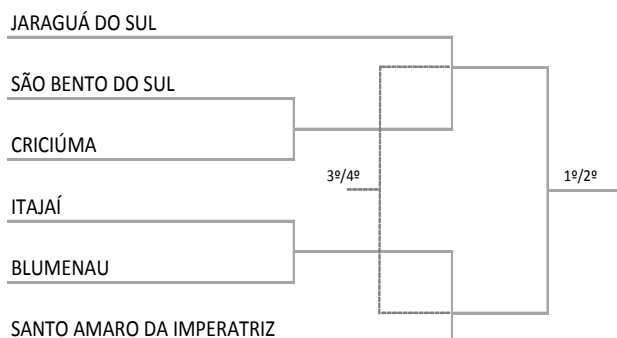 JARAGUÁ DO SUL
SÃO BENTO DO SUL
CRICIÚMA
3º/4º
1º/2º
ITAJAÍ
BLUMENAU
SANTO AMARO DA IMPERATRIZ